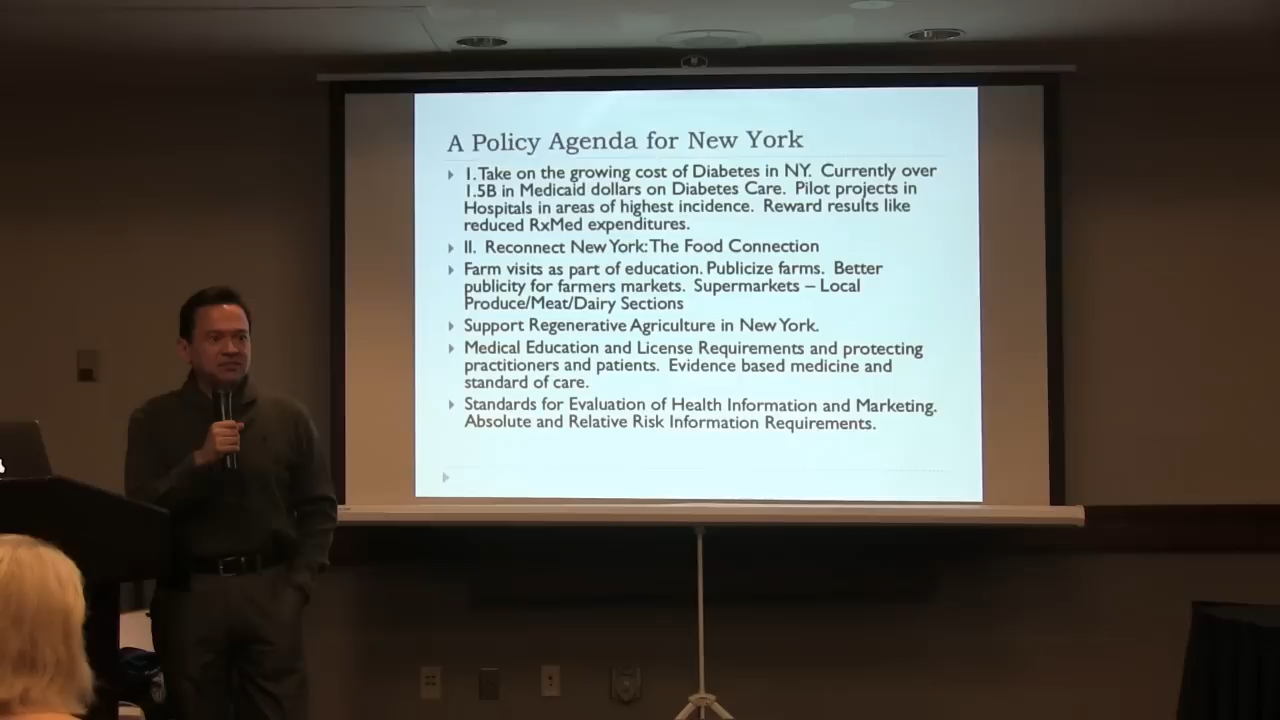 A Policy Agenda for New York
I. Take on the growing cost of Diabetes in NY. Currently over
1.5B in Medicaid dollars on Diabetes Care. Pilot projects in
Hospitals in areas of highest incidence. Reward results like
reduced RxMed expenditures.
II. Reconnect New York: The Food Connection
Farm visits as part of education. Publicize farms. Better
publicity for farmers markets. Supermarkets – Local
Produce/Meat/Dairy Sections
Support Regenerative Agriculture in New York.
Medical Education and License Requirements and protecting
practitioners and patients. Evidence based medicine and
standard of care.
Standards for Evaluation of Health Information and Marketing.
Absolute and Relative Risk Information Requirements.